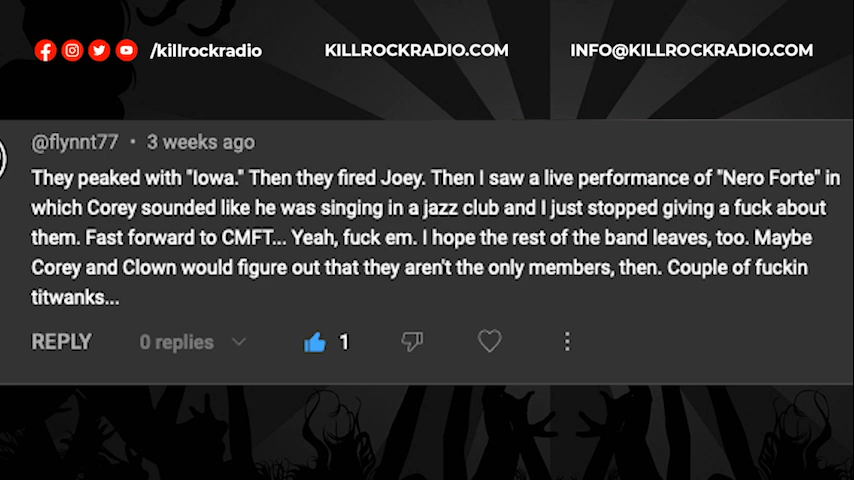 /killrockradio KILLROCKRADIO.COM INFO@KILLROCKRADIO.COM
@flynnt77 • 3 weeks ago
They peaked with "Iowa." Then they fired Joey. Then I saw a live performance of "Nero Forte" in
which Corey sounded like he was singing in a jazz club and I just stopped giving a fuck about
them. Fast forward to CMFT... Yeah, fuck em. I hope the rest of the band leaves, too. Maybe
Corey and Clown would figure out that they aren't the only members, then. Couple of fuckin
titwanks...
REPLY 0 replies 1